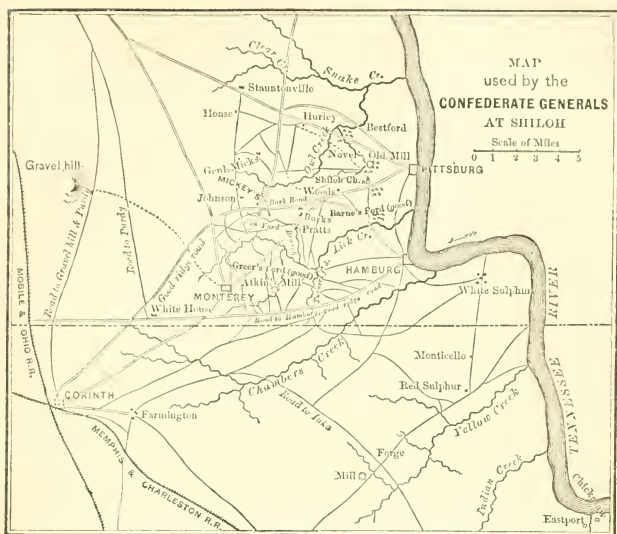 MAP
used by the
CONFEDERATE GENERALS
AT SHILOH
Scale of Miles
1 0 1 2 3 4 5
Clear Cr.
Snake Cr.
Stauntonville
House
Hurley
Bestford
Owl Creek
Novel
Old Mill
Gravel hill
Genl. Micks
Shiloh Ch.
PITTSBURG
MICKEY'S
Woods
Johnson
Bark Road
Barne's Ford (good)
Burks
Pratts
Lick Cr.
Greer's Ford (good)
HAMBURG
Atkins Mill
MONTEREY
White Sulphur
White House
Road to Hamburg, good ridge road
Good ridge road
Road to Purdy
Road to Gravel hill & Purdy
MOBILE &
OHIO R.R.
TENNESSEE
RIVER
Chambers Creek
Monticello
Red Sulphur
CORINTH
Farmington
Road to Iuka
Yellow Creek
Forge
Mill
Indian Creek
MEMPHIS &
CHARLESTON R.R.
Eastport